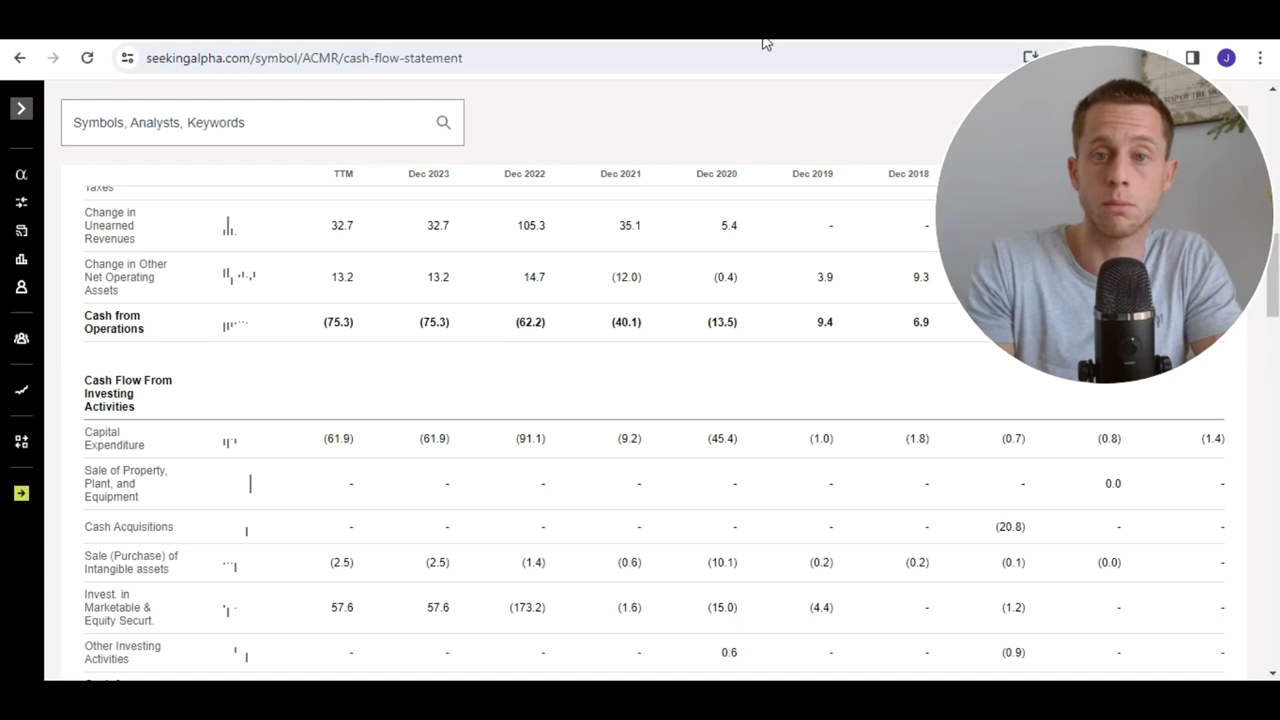 seekingalpha.com/symbol/ACMR/cash-flow-statement
J
Symbols, Analysts, Keywords
TTM Dec 2023 Dec 2022 Dec 2021 Dec 2020 Dec 2019 Dec 2018
Taxes
Change in
Unearned
Revenues
32.7 32.7 105.3 35.1 5.4 - -
Change in Other
Net Operating
Assets
13.2 13.2 14.7 (12.0) (0.4) 3.9 9.3
Cash from
Operations
(75.3) (75.3) (62.2) (40.1) (13.5) 9.4 6.9
Cash Flow From
Investing
Activities
Capital
Expenditure
(61.9) (61.9) (91.1) (9.2) (45.4) (1.0) (1.8) (0.7) (0.8) (1.4)
Sale of Property,
Plant, and
Equipment
- - - - - - - - 0.0 -
Cash Acquisitions - - - - - - - (20.8) - -
Sale (Purchase) of
Intangible assets
(2.5) (2.5) (1.4) (0.6) (10.1) (0.2) (0.2) (0.1) (0.0) -
Invest. in
Marketable &
Equity Securt.
57.6 57.6 (173.2) (1.6) (15.0) (4.4) - (1.2) - -
Other Investing
Activities
- - - - 0.6 - - (0.9) - -